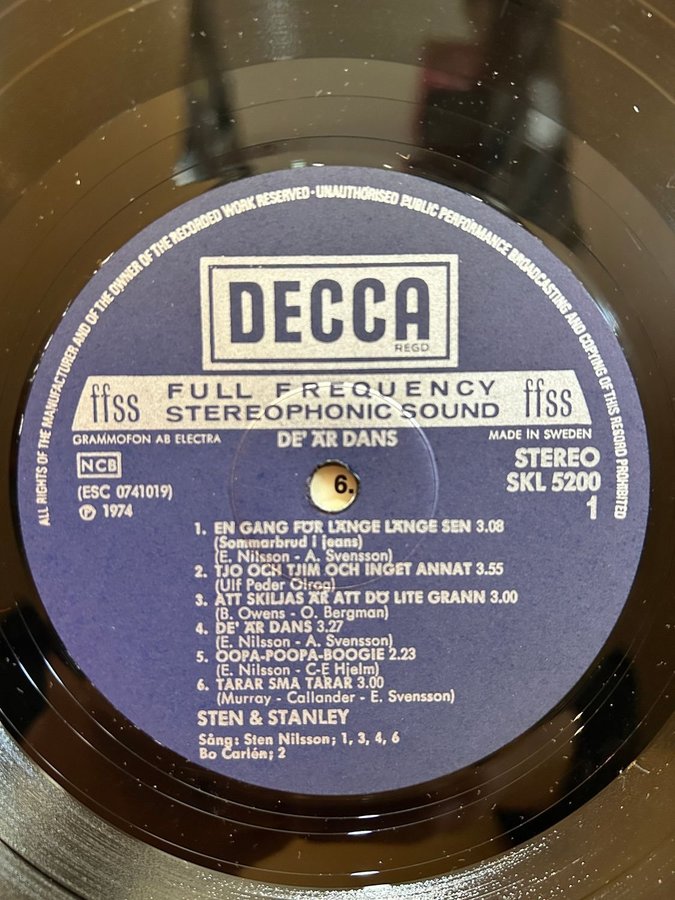 ALL RIGHTS OF THE MANUFACTURER AND OF THE OWNER OF THE RECORDED WORK RESERVED · UNAUTHORISED PUBLIC PERFORMANCE BROADCASTING AND COPYING OF THIS RECORD PROHIBITED
DECCA
REGD
ffss FULL FREQUENCY STEREOPHONIC SOUND ffss
GRAMMOFON AB ELECTRA
DE' ÄR DANS
MADE IN SWEDEN
NCB
STEREO
(ESC 0741019)
SKL 5200
℗ 1974
1
6.
1. EN GANG FÖR LÄNGE LÄNGE SEN 3.08
(Sommarbrud i jeans)
(E. Nilsson - A. Svensson)
2. TJO OCH TJIM OCH INGET ANNAT 3.55
(Ulf Peder Olrog)
3. ATT SKILJAS ÄR ATT DÖ LITE GRANN 3.00
(B. Owens - O. Bergman)
4. DE' ÄR DANS 3.27
(E. Nilsson - A. Svensson)
5. OOPA-POOPA-BOOGIE 2.23
(E. Nilsson - C-E Hjelm)
6. TARAR SMA TARAR 3.00
(Murray - Callander - E. Svensson)
STEN & STANLEY
Sång: Sten Nilsson; 1, 3, 4, 6
Bo Carlén; 2